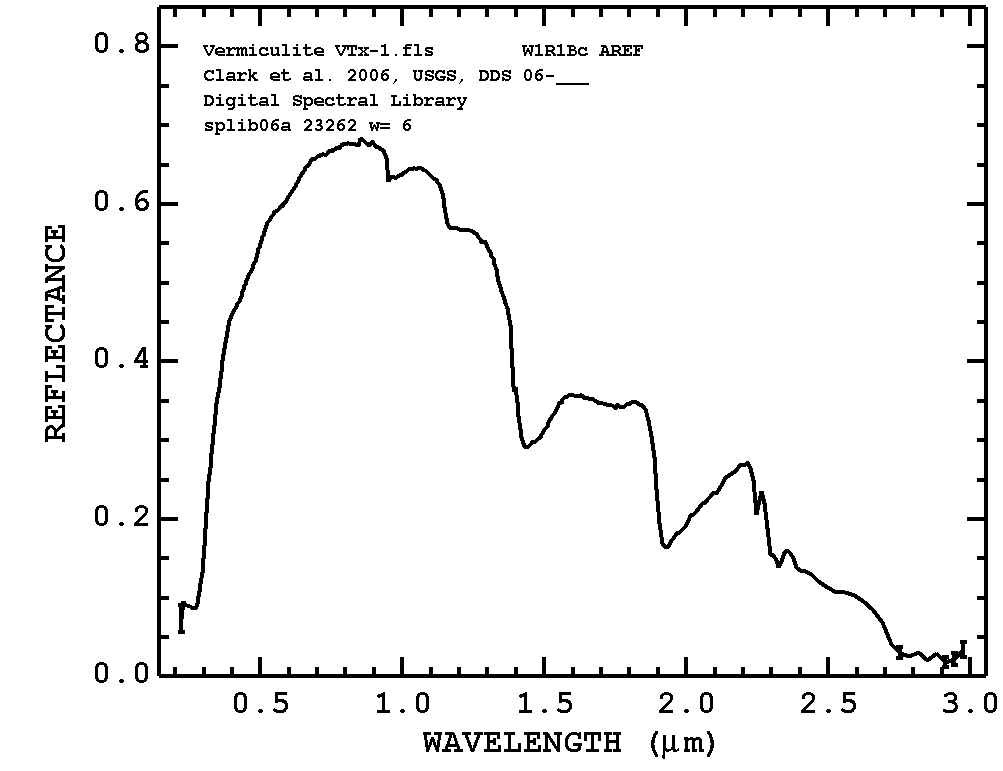 Vermiculite VTx-1.fls W1R1Bc AREF
Clark et al. 2006, USGS, DDS 06-___
Digital Spectral Library
splib06a 23262 w= 6
0.8
0.6
0.4
0.2
0.0
REFLECTANCE
0.5 1.0 1.5 2.0 2.5 3.0
WAVELENGTH (μm)